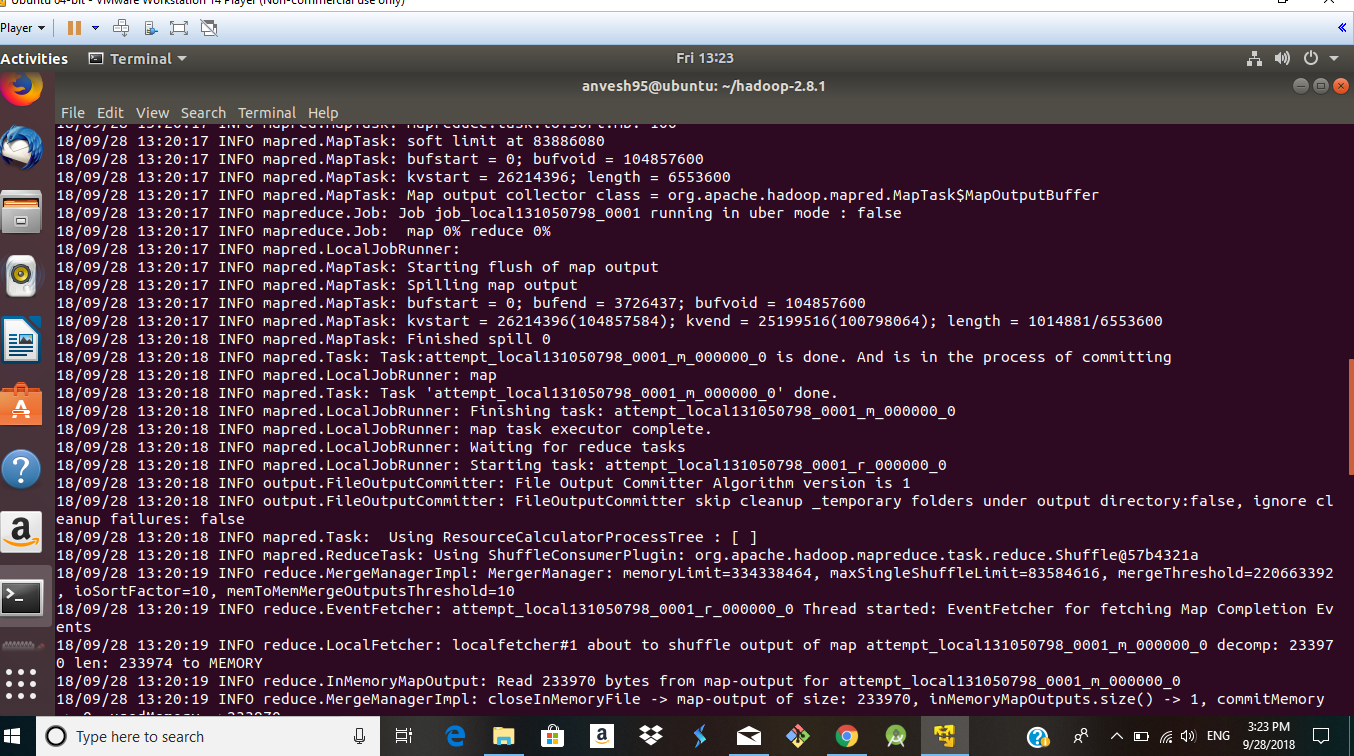 Ubuntu 64-bit - VMware Workstation 14 Player (Non-commercial use only)
Player
Activities
Terminal
Fri 13:23
anvesh95@ubuntu: ~/hadoop-2.8.1
File Edit View Search Terminal Help
18/09/28 13:20:17 INFO mapred.MapTask: mapreduce.task.io.sort.mb: 100
18/09/28 13:20:17 INFO mapred.MapTask: soft limit at 83886080
18/09/28 13:20:17 INFO mapred.MapTask: bufstart = 0; bufvoid = 104857600
18/09/28 13:20:17 INFO mapred.MapTask: kvstart = 26214396; length = 6553600
18/09/28 13:20:17 INFO mapred.MapTask: Map output collector class = org.apache.hadoop.mapred.MapTask$MapOutputBuffer
18/09/28 13:20:17 INFO mapreduce.Job: Job job_local131050798_0001 running in uber mode : false
18/09/28 13:20:17 INFO mapreduce.Job:  map 0% reduce 0%
18/09/28 13:20:17 INFO mapred.LocalJobRunner:
18/09/28 13:20:17 INFO mapred.MapTask: Starting flush of map output
18/09/28 13:20:17 INFO mapred.MapTask: Spilling map output
18/09/28 13:20:17 INFO mapred.MapTask: bufstart = 0; bufend = 3726437; bufvoid = 104857600
18/09/28 13:20:17 INFO mapred.MapTask: kvstart = 26214396(104857584); kvend = 25199516(100798064); length = 1014881/6553600
18/09/28 13:20:18 INFO mapred.MapTask: Finished spill 0
18/09/28 13:20:18 INFO mapred.Task: Task:attempt_local131050798_0001_m_000000_0 is done. And is in the process of committing
18/09/28 13:20:18 INFO mapred.LocalJobRunner: map
18/09/28 13:20:18 INFO mapred.Task: Task 'attempt_local131050798_0001_m_000000_0' done.
18/09/28 13:20:18 INFO mapred.LocalJobRunner: Finishing task: attempt_local131050798_0001_m_000000_0
18/09/28 13:20:18 INFO mapred.LocalJobRunner: map task executor complete.
18/09/28 13:20:18 INFO mapred.LocalJobRunner: Waiting for reduce tasks
18/09/28 13:20:18 INFO mapred.LocalJobRunner: Starting task: attempt_local131050798_0001_r_000000_0
18/09/28 13:20:18 INFO output.FileOutputCommitter: File Output Committer Algorithm version is 1
18/09/28 13:20:18 INFO output.FileOutputCommitter: FileOutputCommitter skip cleanup _temporary folders under output directory:false, ignore cl
eanup failures: false
18/09/28 13:20:18 INFO mapred.Task:  Using ResourceCalculatorProcessTree : [ ]
18/09/28 13:20:18 INFO mapred.ReduceTask: Using ShuffleConsumerPlugin: org.apache.hadoop.mapreduce.task.reduce.Shuffle@57b4321a
18/09/28 13:20:19 INFO reduce.MergeManagerImpl: MergerManager: memoryLimit=334338464, maxSingleShuffleLimit=83584616, mergeThreshold=220663392
, ioSortFactor=10, memToMemMergeOutputsThreshold=10
18/09/28 13:20:19 INFO reduce.EventFetcher: attempt_local131050798_0001_r_000000_0 Thread started: EventFetcher for fetching Map Completion Ev
ents
18/09/28 13:20:19 INFO reduce.LocalFetcher: localfetcher#1 about to shuffle output of map attempt_local131050798_0001_m_000000_0 decomp: 23397
0 len: 233974 to MEMORY
18/09/28 13:20:19 INFO reduce.InMemoryMapOutput: Read 233970 bytes from map-output for attempt_local131050798_0001_m_000000_0
18/09/28 13:20:19 INFO reduce.MergeManagerImpl: closeInMemoryFile -> map-output of size: 233970, inMemoryMapOutputs.size() -> 1, commitMemory
-> 0, usedMemory ->233970
Type here to search
ENG
3:23 PM
9/28/2018